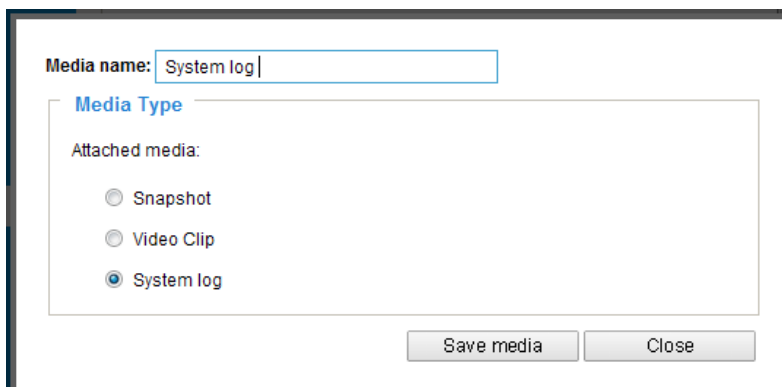 Media name: System log
Media Type
Attached media:
Snapshot
Video Clip
System log
Save media Close